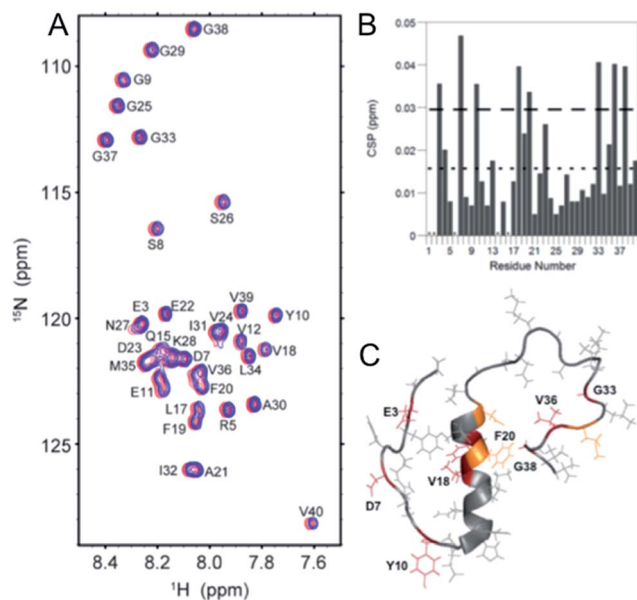 A
G38
G29
G9
G25
G37
G33
S26
S8
E3
E22
V39
Y10
N27
V24
I31
V12
Q15
K28
D23
D7
V18
M35
V36
L34
E11
F20
A30
L17
R5
F19
I32
A21
V40
110
115
120
125
15N (ppm)
8.4 8.2 8.0 7.8 7.6
1H (ppm)
B
0.05
0.04
0.03
0.02
0.01
0
CSP (ppm)
1 5 9 13 17 21 25 29 33 37
Residue Number
C
E3
V36
G33
F20
G38
V18
D7
Y10